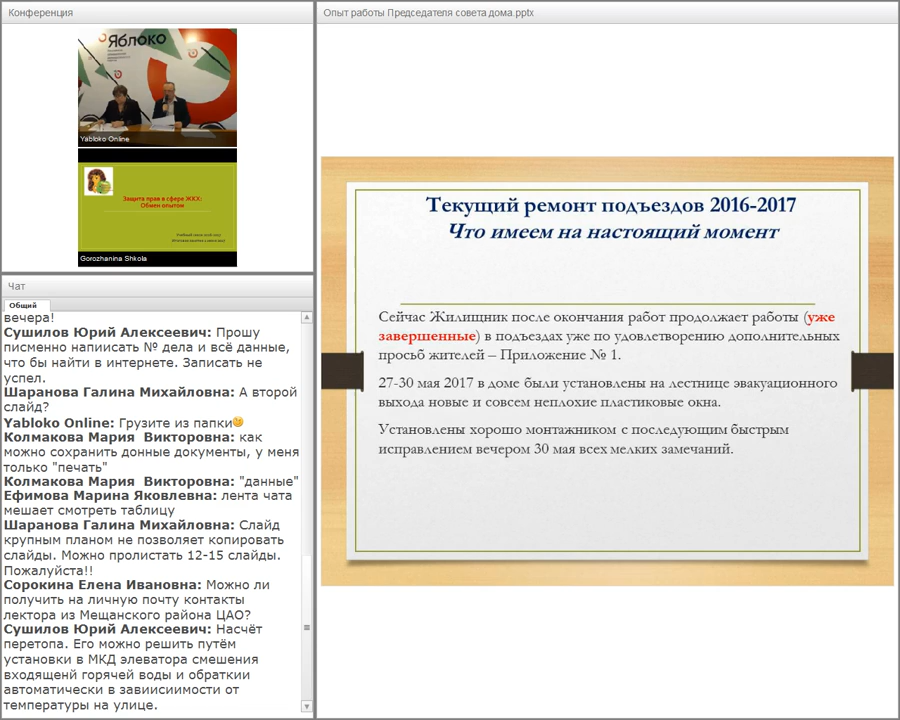 Конференция
Яблоко
Yabloko Online
Защита прав в сфере ЖКХ:
Обмен опытом
Gorozhanina Shkola
Чат
Общий
вечера!
Сушилов Юрий Алексеевич: Прошу
писменно напиисать № дела и всё данные,
что бы найти в интернете. Записать не
успел.
Шаранова Галина Михайловна: А второй
слайд?
Yabloko Online: Грузите из папки
Колмакова Мария Викторовна: как
можно сохранить донные документы, у меня
только "печать"
Колмакова Мария Викторовна: "данные"
Ефимова Марина Яковлевна: лента чата
мешает смотреть таблицу
Шаранова Галина Михайловна: Слайд
крупным планом не позволяет копировать
слайды. Можно пролистать 12-15 слайды.
Пожалуйста!!
Сорокина Елена Ивановна: Можно ли
получить на личную почту контакты
лектора из Мещанского района ЦАО?
Сушилов Юрий Алексеевич: Насчёт
перетопа. Его можно решить путём
установки в МКД элеватора смешения
входященй горячей воды и обраткии
автоматически в завиисиимости от
температуры на улице.
Опыт работы Председателя совета дома.pptx
Текущий ремонт подъездов 2016-2017
Что имеем на настоящий момент
Сейчас Жилищник после окончания работ продолжает работы (уже
завершенные) в подъездах уже по удовлетворению дополнительных
просьб жителей – Приложение № 1.
27-30 мая 2017 в доме были установлены на лестнице эвакуационного
выхода новые и совсем неплохие пластиковые окна.
Установлены хорошо монтажником с последующим быстрым
исправлением вечером 30 мая всех мелких замечаний.